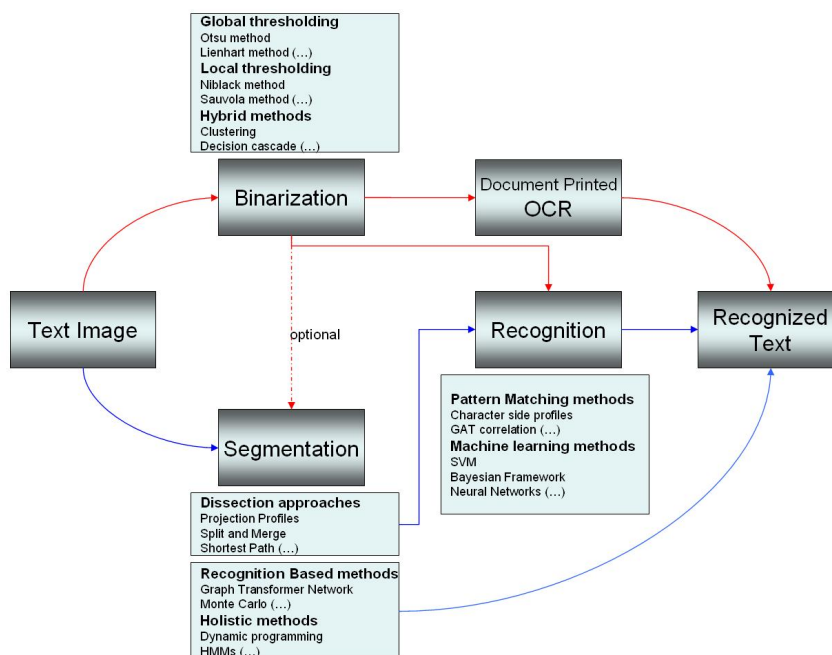 Global thresholding
Otsu method
Lienhart method (…)
Local thresholding
Niblack method
Sauvola method (…)
Hybrid methods
Clustering
Decision cascade (…)
Binarization
Document Printed
OCR
Text Image
optional
Recognition
Recognized
Text
Segmentation
Pattern Matching methods
Character side profiles
GAT correlation (…)
Machine learning methods
SVM
Bayesian Framework
Neural Networks (…)
Dissection approaches
Projection Profiles
Split and Merge
Shortest Path (…)
Recognition Based methods
Graph Transformer Network
Monte Carlo (…)
Holistic methods
Dynamic programming
HMMs (…)